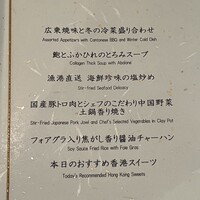 広東焼味と冬の冷菜盛り合わせ
Assorted Appetizers with Cantonese BBQ and Winter Cold Deli
鮑とふかひれのとろみスープ
Collagen Thick Soup with Abalone
漁港直送 海鮮珍味の塩炒め
Stir-fried Seafood Delicacy
国産豚トロ肉とシェフのこだわり中国野菜
土鍋香り焼き
Stir-Fried Japanese Pork Jowl and Chef's Selected Vegetables in Clay Pot
フォアグラ入り焦がし香り醤油チャーハン
Soy Sauce Fried Rice with Foie Gras
本日のおすすめ香港スイーツ
Today's Recommended Hong Kong Sweets